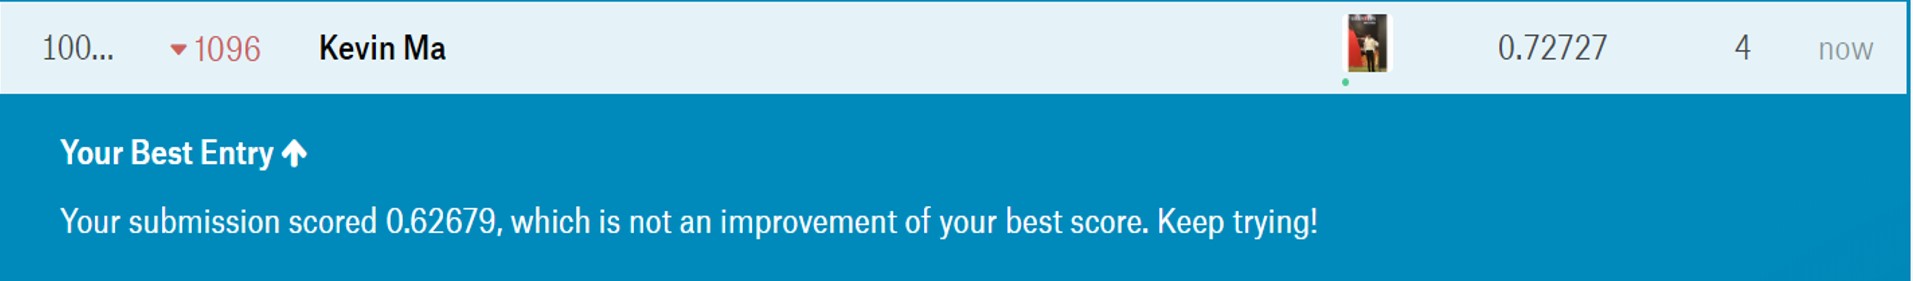 100... 1096 Kevin Ma 0.72727 4 now
Your Best Entry
Your submission scored 0.62679, which is not an improvement of your best score. Keep trying!